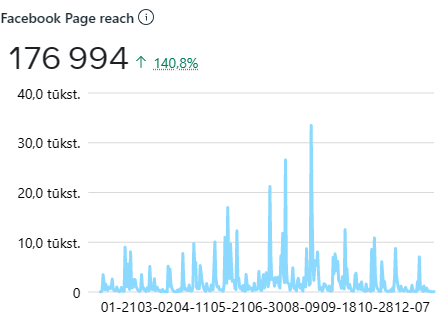 Facebook Page reach
176 994 ↑ 140,8%
40,0 tūkst.
30,0 tūkst.
20,0 tūkst.
10,0 tūkst.
0
01-2103-0204-1105-2106-3008-0909-1810-2812-07